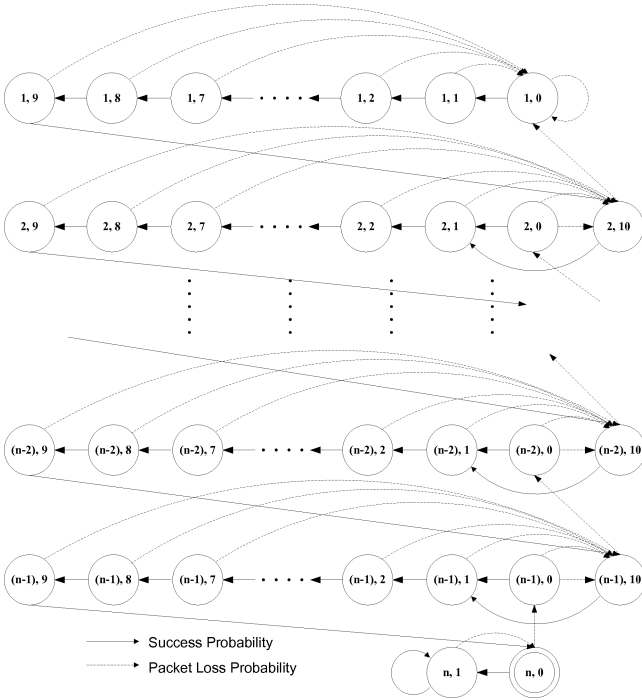 1, 9 1, 8 1, 7 1, 2 1, 1 1, 0
2, 9 2, 8 2, 7 2, 2 2, 1 2, 0 2, 10
(n-2), 9 (n-2), 8 (n-2), 7 (n-2), 2 (n-2), 1 (n-2), 0 (n-2), 10
(n-1), 9 (n-1), 8 (n-1), 7 (n-1), 2 (n-1), 1 (n-1), 0 (n-1), 10
Success Probability
Packet Loss Probability
n, 1 n, 0